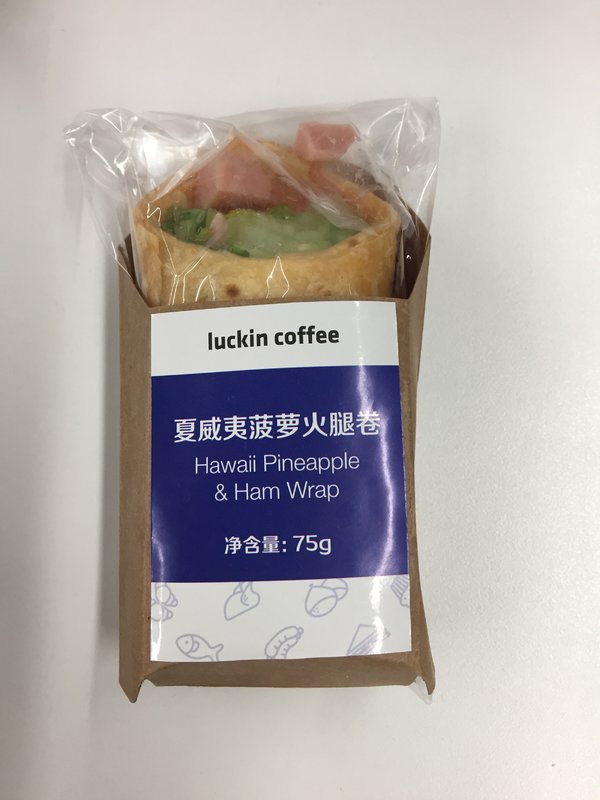 luckin coffee
夏威夷菠萝火腿卷
Hawaii Pineapple
& Ham Wrap
净含量: 75g